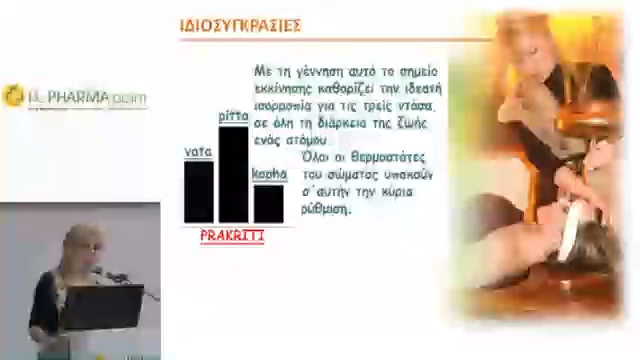 ΙΔΙΟΣΥΓΚΡΑΣΙΕΣ
PHARMA point
Με τη γέννηση αυτό το σημείο
εκκίνησης καθορίζει την ιδεατή
ισορροπία για τις τρείς ντόσα,
σε όλη τη διάρκεια της ζωής
ενός ατόμου.
Όλοι οι θερμοστάτες
του σώματος υπακούν
σ΄αυτήν την κύρια
ρύθμιση.
pitta
vata
kapha
PRAKRITI